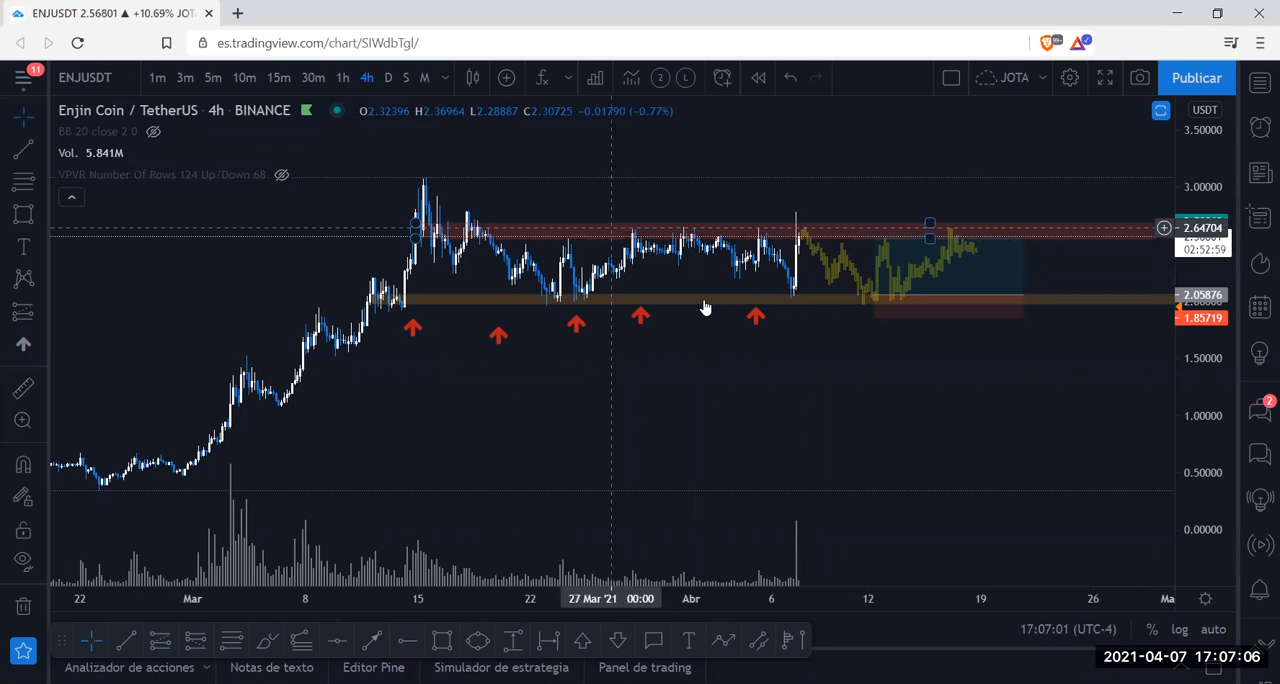 ENJUSDT 2.56801 ▲ +10.69% JOT
es.tradingview.com/chart/SIWdbTgl/
99+
11
ENJUSDT 1m 3m 5m 10m 15m 30m 1h 4h D S M 2 L JOTA Publicar
Enjin Coin / TetherUS · 4h · BINANCE O2.32396 H2.36964 L2.28887 C2.30725 -0.01790 (-0.77%) USDT
BB 20 close 2 0
Vol. 5.841M
VPVR Number Of Rows 124 Up/Down 68
3.50000
3.00000
2.64704
02:52:59
2.05876
1.85719
1.50000
1.00000
2
0.50000
0.00000
22 Mar 8 15 22 27 Mar '21 00:00 Abr 6 12 19 26 Ma
17:07:01 (UTC-4) % log auto
T
2021-04-07 17:07:06
Analizador de acciones Notas de texto Editor Pine Simulador de estrategia Panel de trading